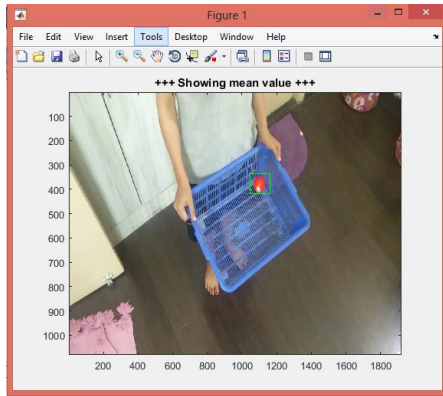 Figure 1
File Edit View Insert Tools Desktop Window Help
+++ Showing mean value +++
100
200
300
400
500
600
700
800
900
1000
200 400 600 800 1000 1200 1400 1600 1800